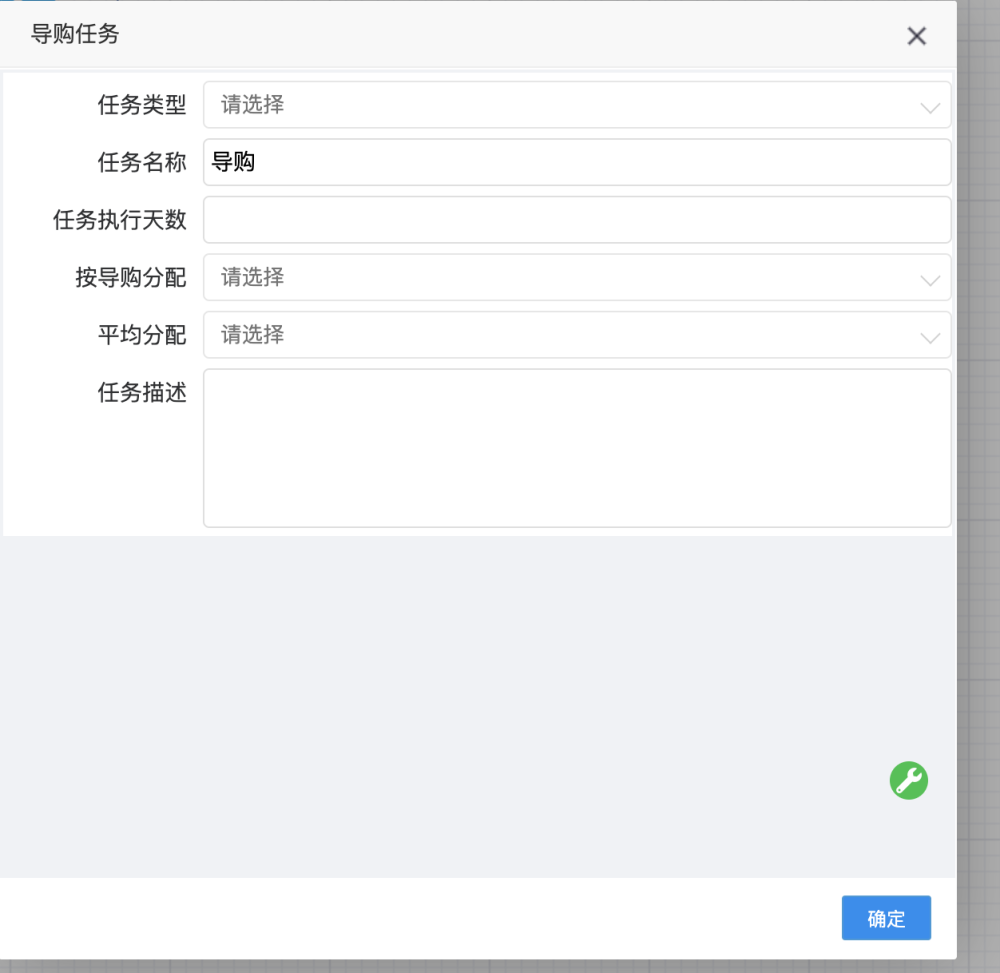 导购任务
任务类型 请选择
任务名称 导购
任务执行天数
按导购分配 请选择
平均分配 请选择
任务描述
确定